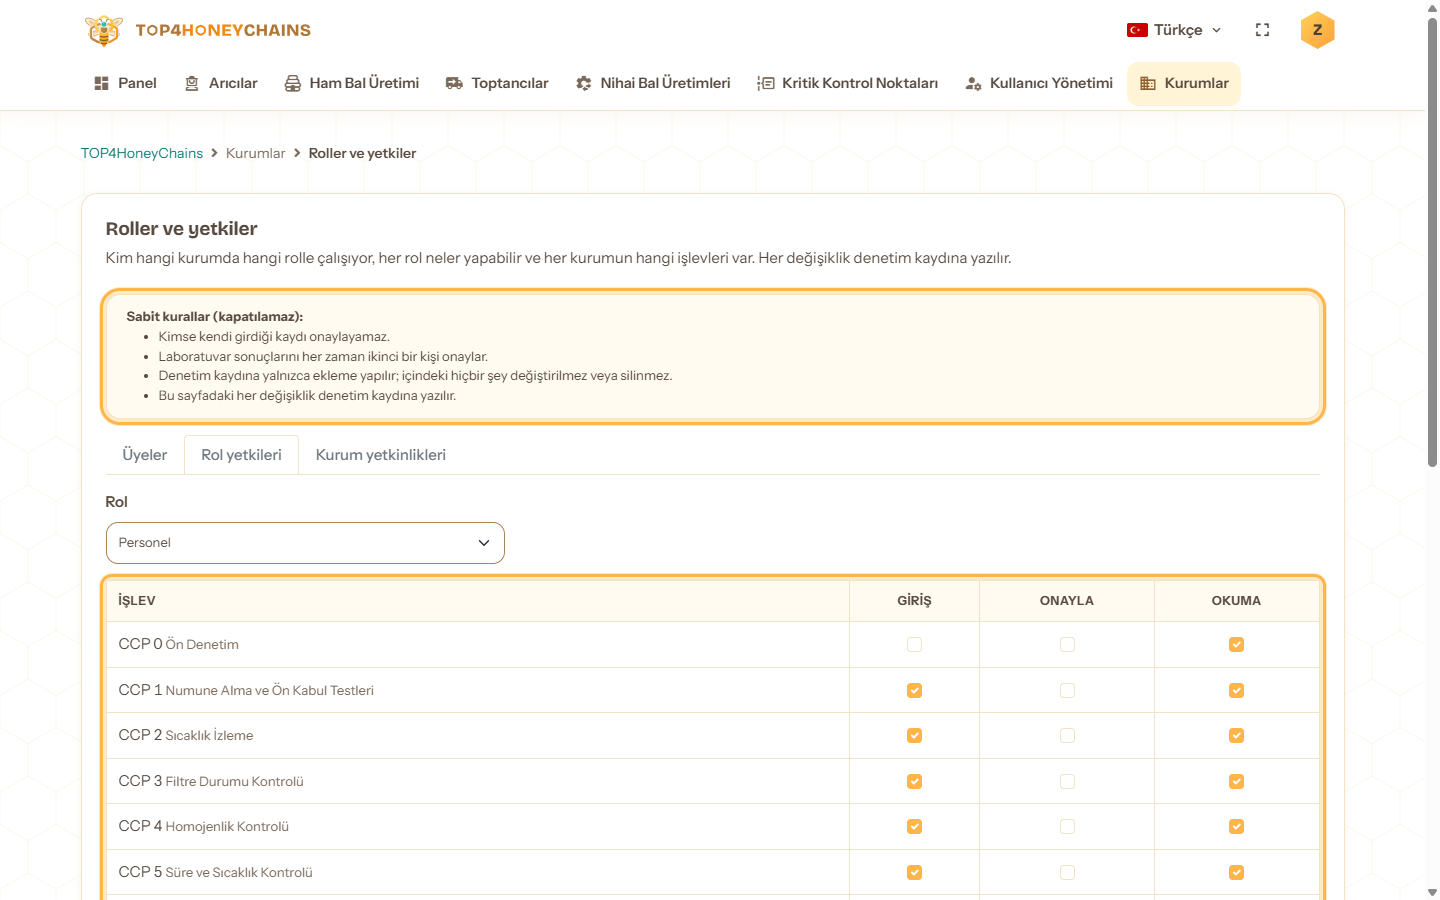 TOP4HONEYCHAINS
Türkçe
Z
Panel
Arıcılar
Ham Bal Üretimi
Toptancılar
Nihai Bal Üretimleri
Kritik Kontrol Noktaları
Kullanıcı Yönetimi
Kurumlar
TOP4HoneyChains > Kurumlar > Roller ve yetkiler
Roller ve yetkiler
Kim hangi kurumda hangi rolle çalışıyor, her rol neler yapabilir ve her kurumun hangi işlevleri var. Her değişiklik denetim kaydına yazılır.
Sabit kurallar (kapatılamaz):
• Kimse kendi girdiği kaydı onaylayamaz.
• Laboratuvar sonuçlarını her zaman ikinci bir kişi onaylar.
• Denetim kaydına yalnızca ekleme yapılır; içindeki hiçbir şey değiştirilmez veya silinmez.
• Bu sayfadaki her değişiklik denetim kaydına yazılır.
Üyeler
Rol yetkileri
Kurum yetkinlikleri
Rol
Personel
İŞLEV GİRİŞ ONAYLA OKUMA
CCP 0 Ön Denetim
CCP 1 Numune Alma ve Ön Kabul Testleri
CCP 2 Sıcaklık İzleme
CCP 3 Filtre Durumu Kontrolü
CCP 4 Homojenlik Kontrolü
CCP 5 Süre ve Sıcaklık Kontrolü